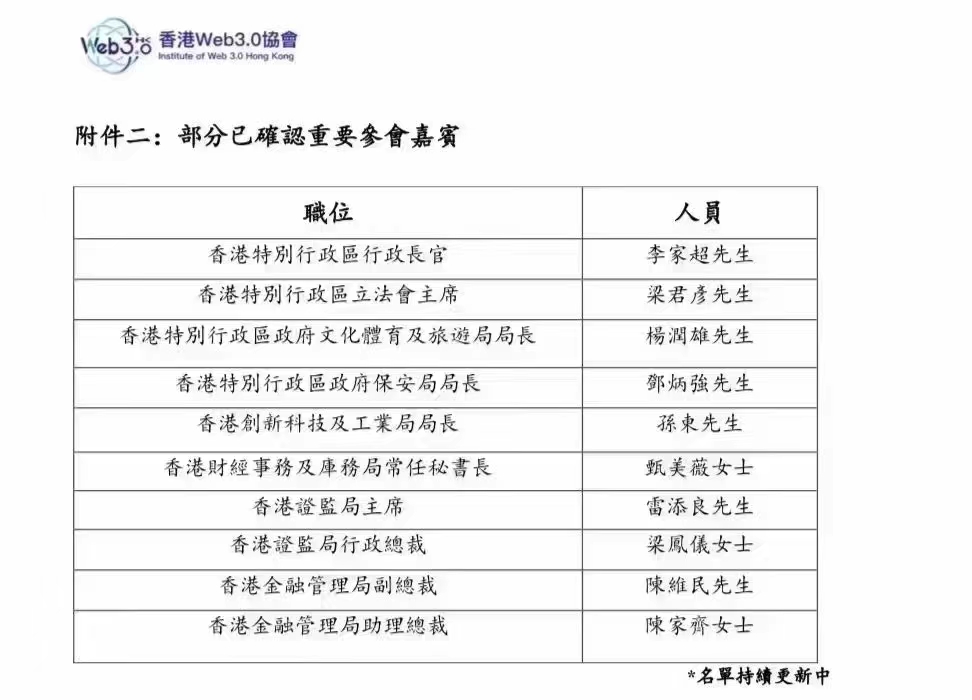 Web3.0 HK 香港Web3.0協會
Institute of Web 3.0 Hong Kong
附件二：部分已確認重要參會嘉賓
職位 人員
香港特別行政區行政長官 李家超先生
香港特別行政區立法會主席 梁君彥先生
香港特別行政區政府文化體育及旅遊局局長 楊潤雄先生
香港特別行政區政府保安局局長 鄧炳強先生
香港創新科技及工業局局長 孫東先生
香港財經事務及庫務局常任秘書長 甄美薇女士
香港證監局主席 雷添良先生
香港證監局行政總裁 梁鳳儀女士
香港金融管理局副總裁 陳維民先生
香港金融管理局助理總裁 陳家齊女士
*名單持續更新中